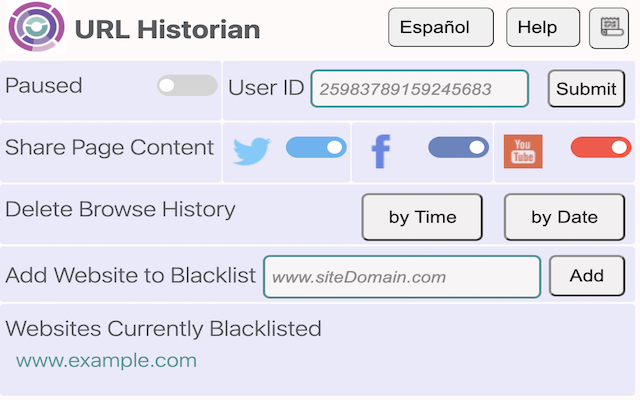 URL Historian
Español
Help
Paused
User ID
25983789159245683
Submit
Share Page Content
You
Tube
Delete Browse History
by Time
by Date
Add Website to Blacklist
www.siteDomain.com
Add
Websites Currently Blacklisted
www.example.com